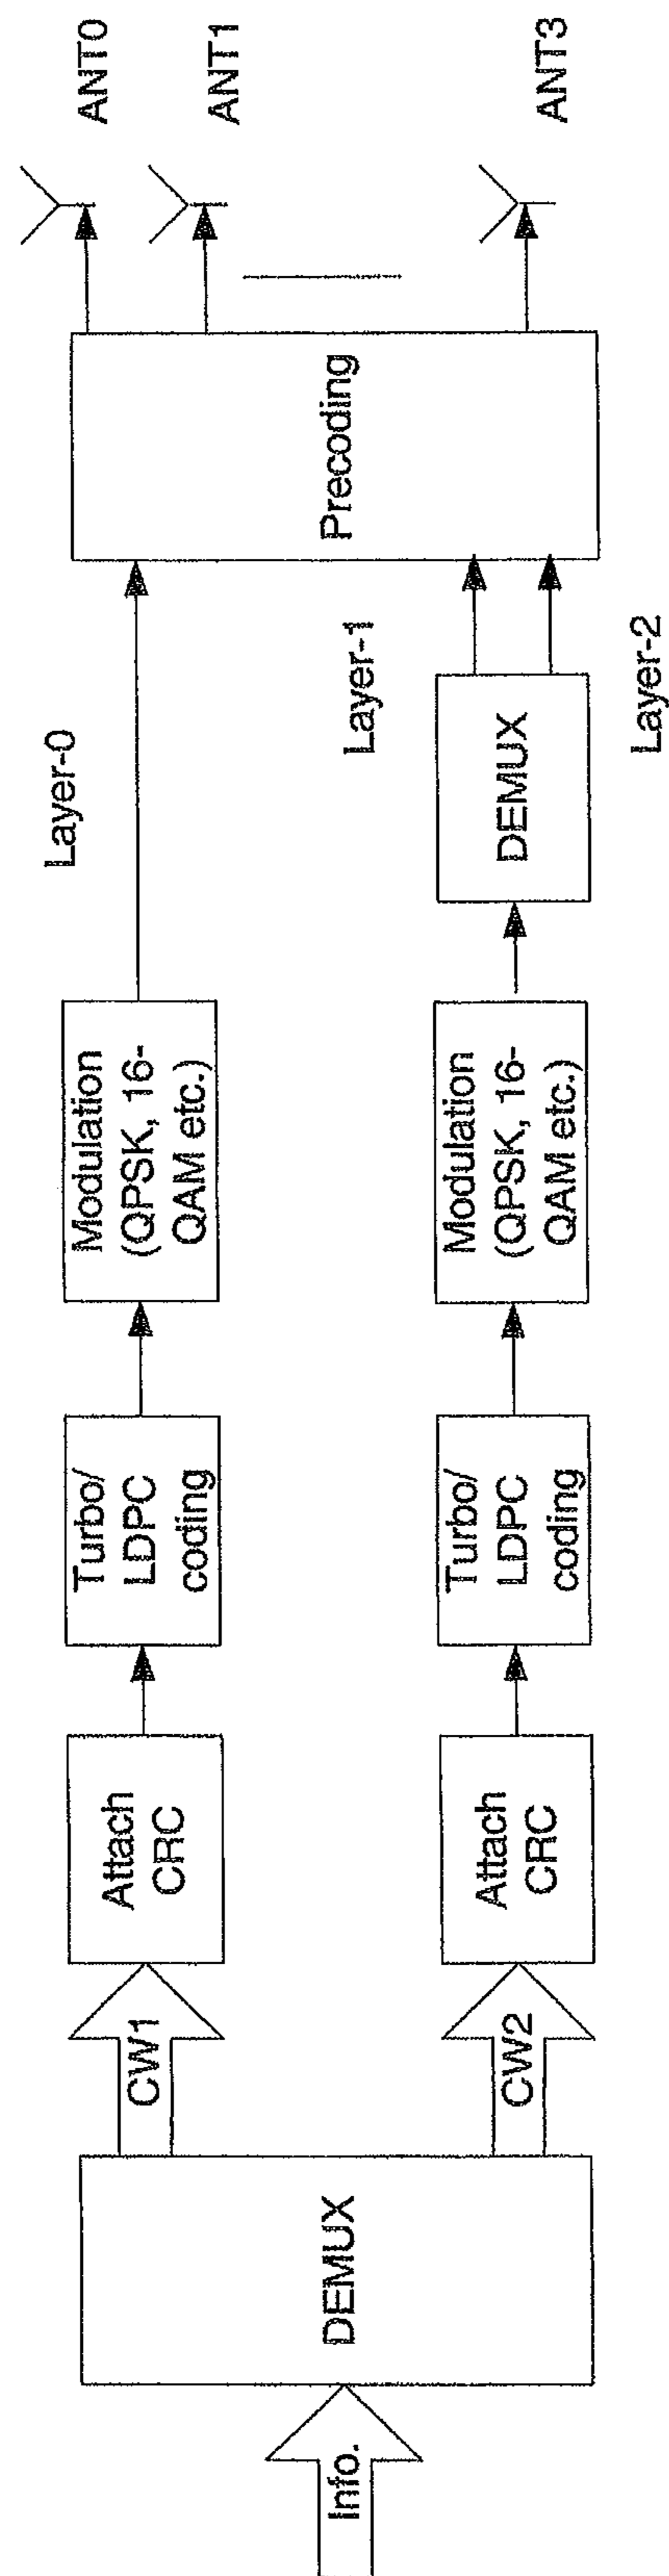 Info.
DEMUX
CW1
Attach
CRC
Turbo/
LDPC
coding
Modulation
(QPSK, 16-
QAM etc.)
Layer-0
CW2
Attach
CRC
Turbo/
LDPC
coding
Modulation
(QPSK, 16-
QAM etc.)
DEMUX
Layer-1
Layer-2
Precoding
ANT0
ANT1
ANT3